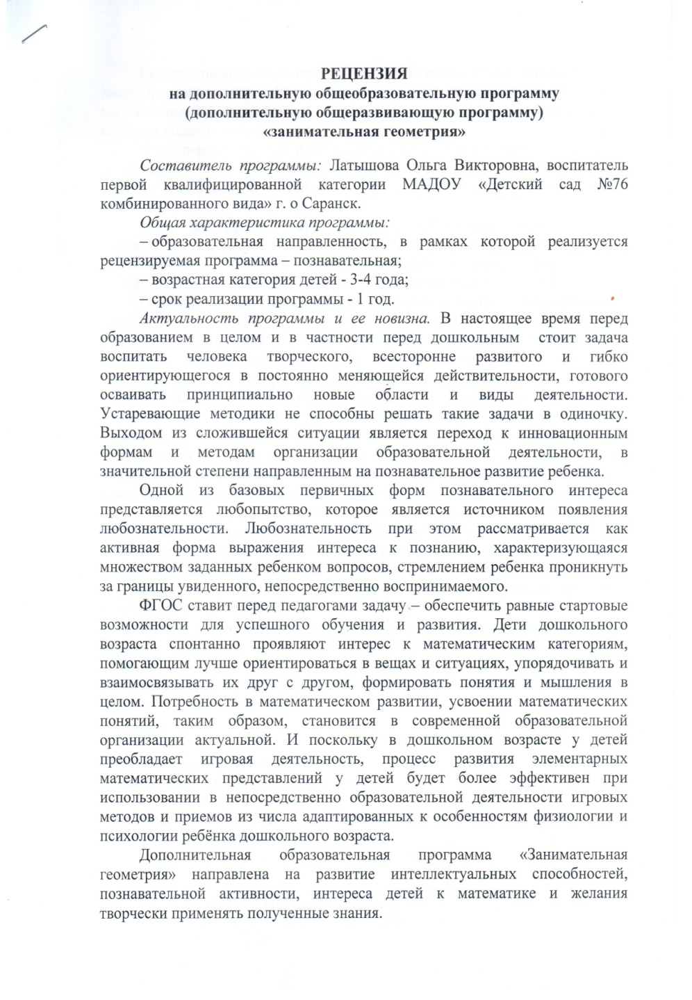 РЕЦЕНЗИЯ
на дополнительную общеобразовательную программу
(дополнительную общеразвивающую программу)
«занимательная геометрия»
Составитель программы: Латышова Ольга Викторовна, воспитатель
первой квалифицированной категории МАДОУ «Детский сад №76
комбинированного вида» г. о Саранск.
Общая характеристика программы:
– образовательная направленность, в рамках которой реализуется
рецензируемая программа – познавательная;
– возрастная категория детей - 3-4 года;
– срок реализации программы - 1 год.
Актуальность программы и ее новизна. В настоящее время перед
образованием в целом и в частности перед дошкольным стоит задача
воспитать человека творческого, всесторонне развитого и гибко
ориентирующегося в постоянно меняющейся действительности, готового
осваивать принципиально новые области и виды деятельности.
Устаревающие методики не способны решать такие задачи в одиночку.
Выходом из сложившейся ситуации является переход к инновационным
формам и методам организации образовательной деятельности, в
значительной степени направленным на познавательное развитие ребенка.
Одной из базовых первичных форм познавательного интереса
представляется любопытство, которое является источником появления
любознательности. Любознательность при этом рассматривается как
активная форма выражения интереса к познанию, характеризующаяся
множеством заданных ребенком вопросов, стремлением ребенка проникнуть
за границы увиденного, непосредственно воспринимаемого.
ФГОС ставит перед педагогами задачу – обеспечить равные стартовые
возможности для успешного обучения и развития. Дети дошкольного
возраста спонтанно проявляют интерес к математическим категориям,
помогающим лучше ориентироваться в вещах и ситуациях, упорядочивать и
взаимосвязывать их друг с другом, формировать понятия и мышления в
целом. Потребность в математическом развитии, усвоении математических
понятий, таким образом, становится в современной образовательной
организации актуальной. И поскольку в дошкольном возрасте у детей
преобладает игровая деятельность, процесс развития элементарных
математических представлений у детей будет более эффективен при
использовании в непосредственно образовательной деятельности игровых
методов и приемов из числа адаптированных к особенностям физиологии и
психологии ребёнка дошкольного возраста.
Дополнительная образовательная программа «Занимательная
геометрия» направлена на развитие интеллектуальных способностей,
познавательной активности, интереса детей к математике и желания
творчески применять полученные знания.